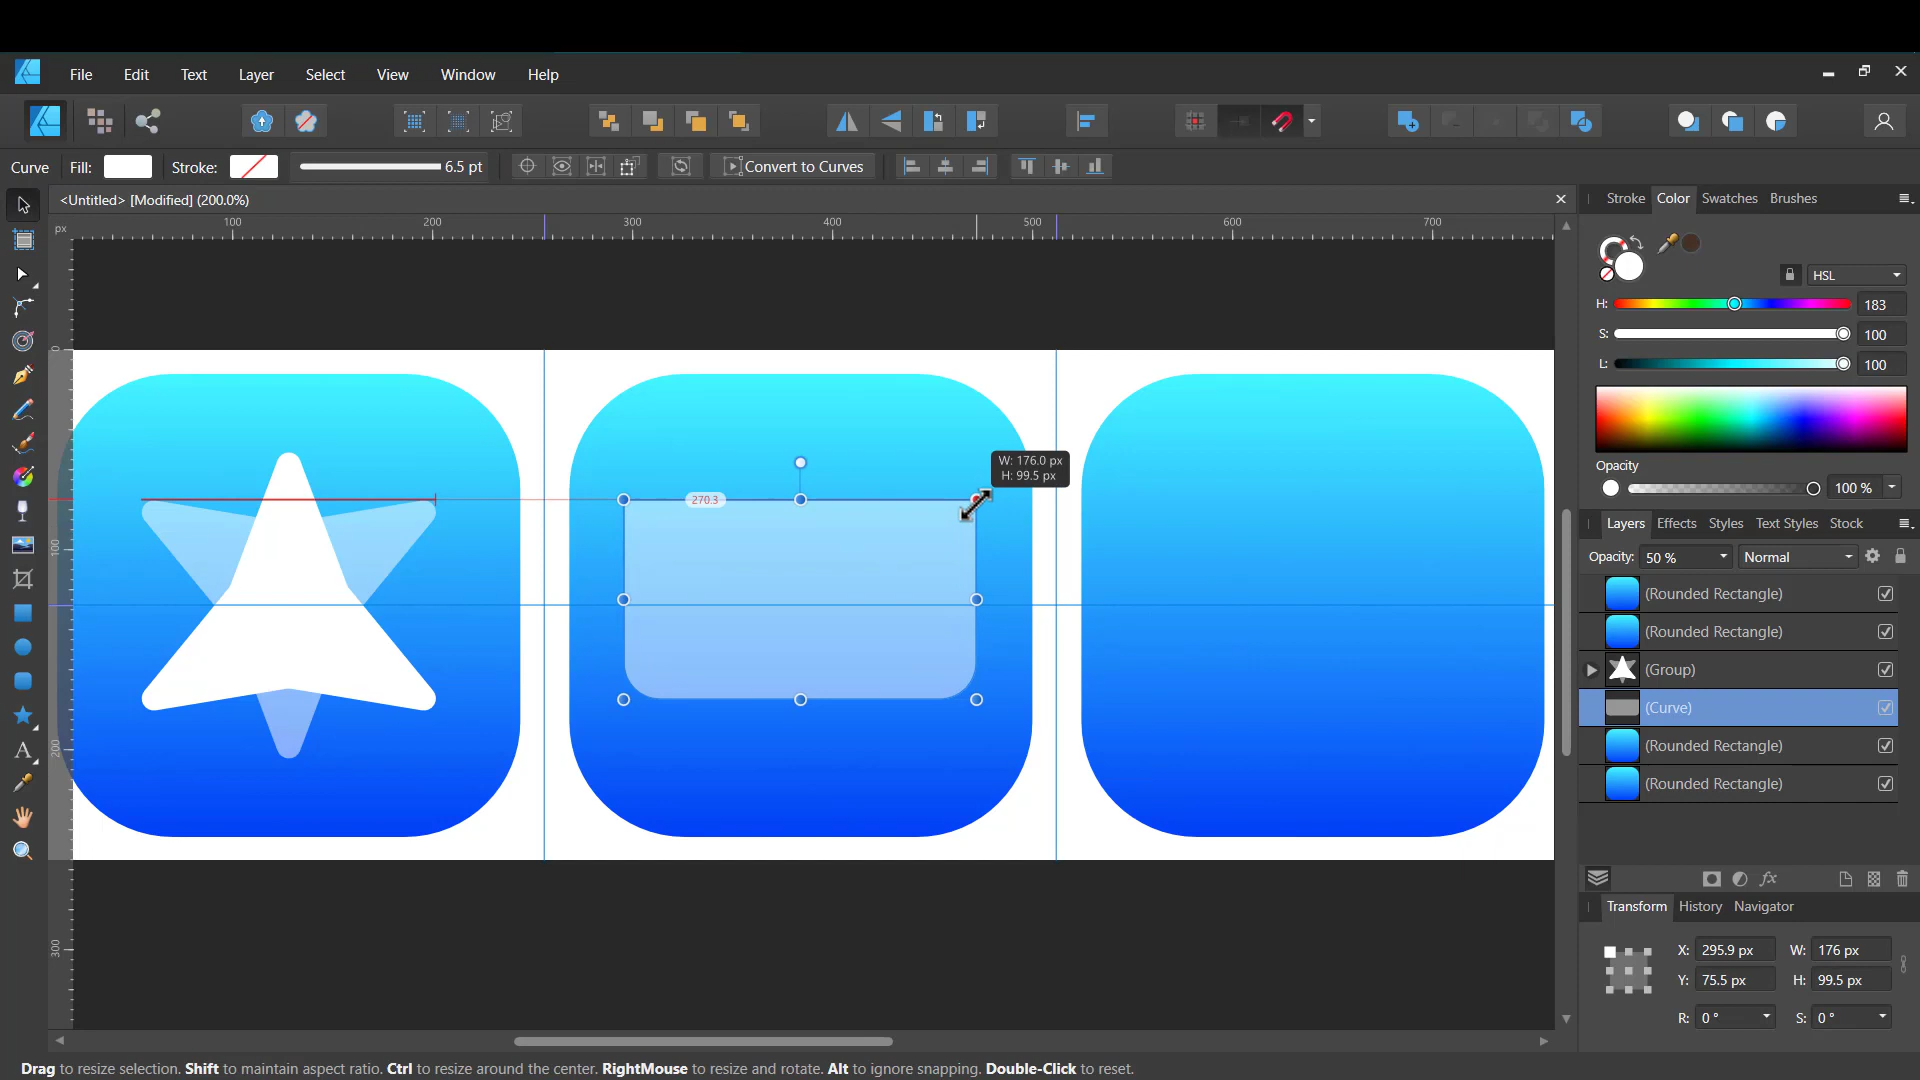 File Edit Text Layer Select View Window Help
Curve Fill: Stroke: 6.5 pt Convert to Curves
<Untitled> [Modified] (200.0%)
Stroke Color Swatches Brushes
px 100 200 300 400 500 600 700
HSL
H: 183
S: 100
L: 100
0
W: 176.0 px
H: 99.5 px
Opacity
100 %
270.3
Layers Effects Styles Text Styles Stock
100
Opacity: 50 % Normal
(Rounded Rectangle)
(Rounded Rectangle)
(Group)
(Curve)
200
(Rounded Rectangle)
(Rounded Rectangle)
fx
Transform History Navigator
300
X: 295.9 px W: 176 px
Y: 75.5 px H: 99.5 px
R: 0 ° S: 0 °
Drag to resize selection. Shift to maintain aspect ratio. Ctrl to resize around the center. RightMouse to resize and rotate. Alt to ignore snapping. Double-Click to reset.